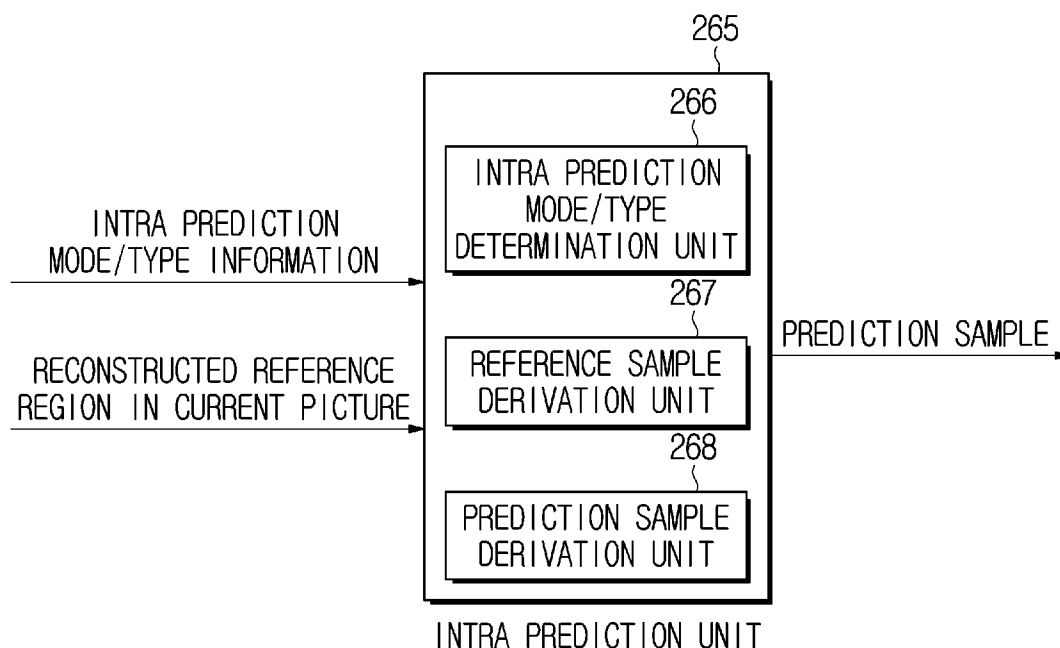 265
266
INTRA PREDICTION
MODE/TYPE
DETERMINATION UNIT
INTRA PREDICTION
MODE/TYPE INFORMATION
267
REFERENCE SAMPLE
DERIVATION UNIT
PREDICTION SAMPLE
RECONSTRUCTED REFERENCE
REGION IN CURRENT PICTURE
268
PREDICTION SAMPLE
DERIVATION UNIT
INTRA PREDICTION UNIT